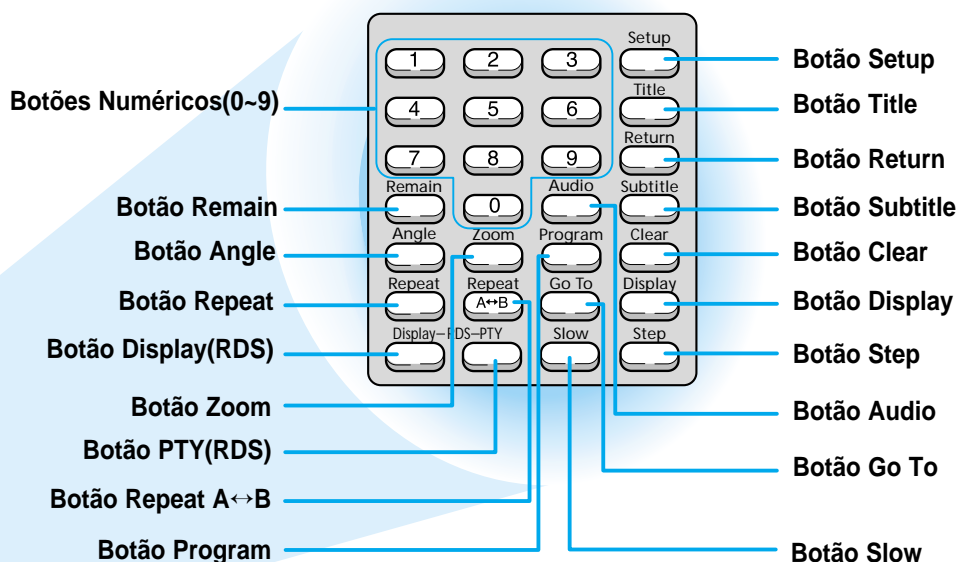 Setup
1 2 3
Botão Setup
Title
Botões Numéricos(0~9)
4 5 6
Botão Title
Return
7 8 9
Botão Return
Remain Audio Subtitle
0
Botão Remain
Botão Subtitle
Angle Zoom Program Clear
Botão Angle
Botão Clear
Repeat Repeat Go To Display
A↔B
Botão Repeat
Botão Display
Display–RDS–PTY Slow Step
Botão Display(RDS)
Botão Step
Botão Zoom
Botão Audio
Botão PTY(RDS)
Botão Go To
Botão Repeat A↔B
Botão Program
Botão Slow